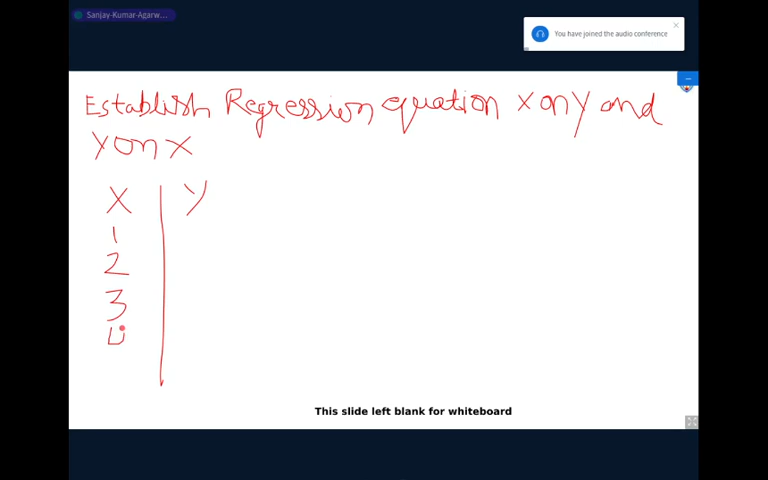 Sanjay-Kumar-Agarw...
You have joined the audio conference
Establish Regression equation X on Y and
Y on X
X Y
1
2
3
4
This slide left blank for whiteboard